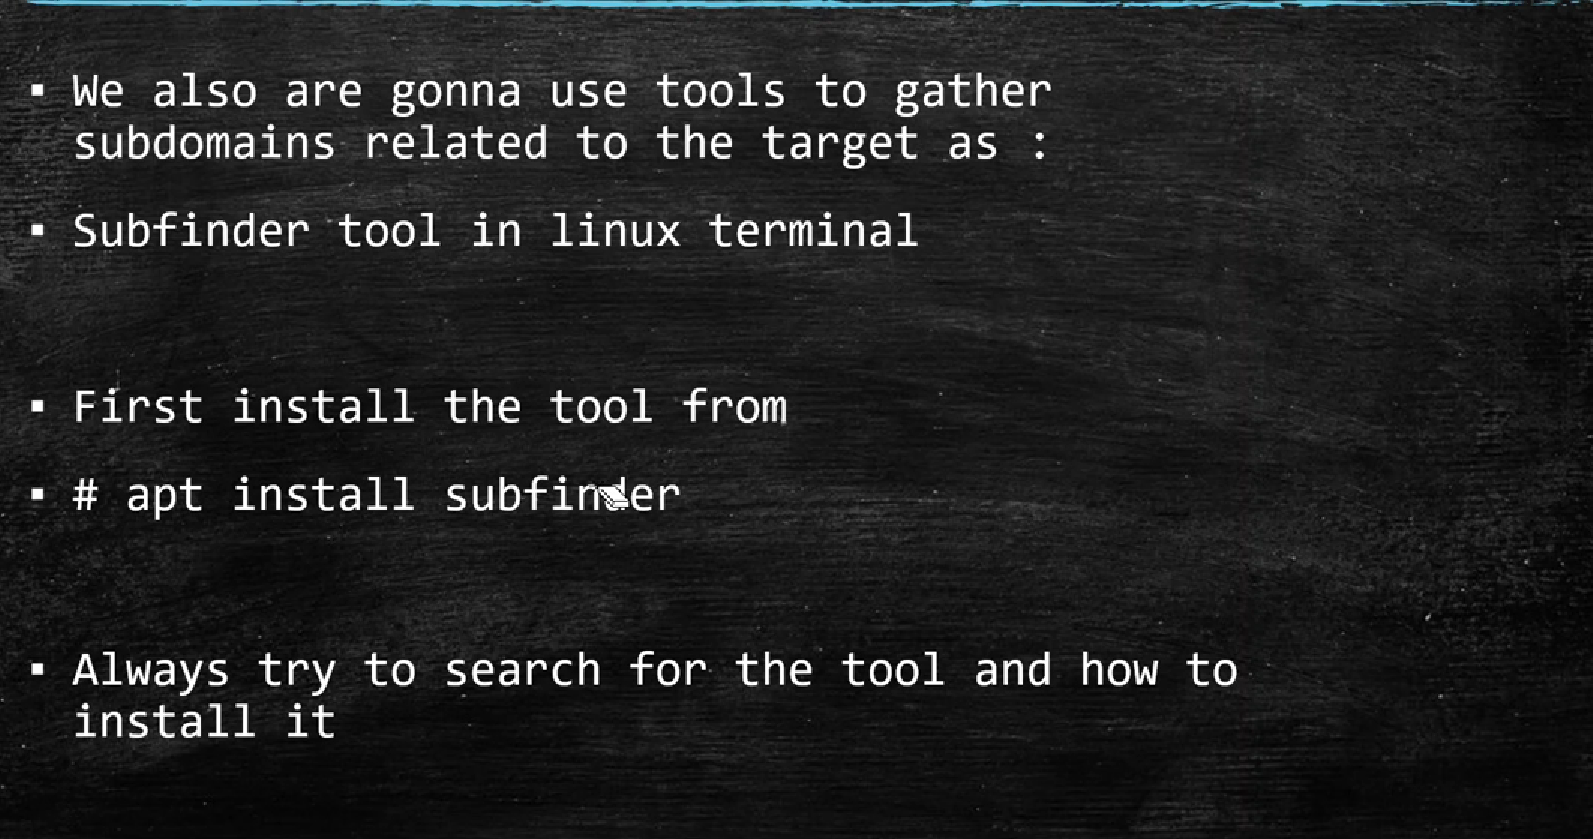 ▪ We also are gonna use tools to gather
subdomains related to the target as :
▪ Subfinder tool in linux terminal
▪ First install the tool from
▪ # apt install subfinder
▪ Always try to search for the tool and how to
install it